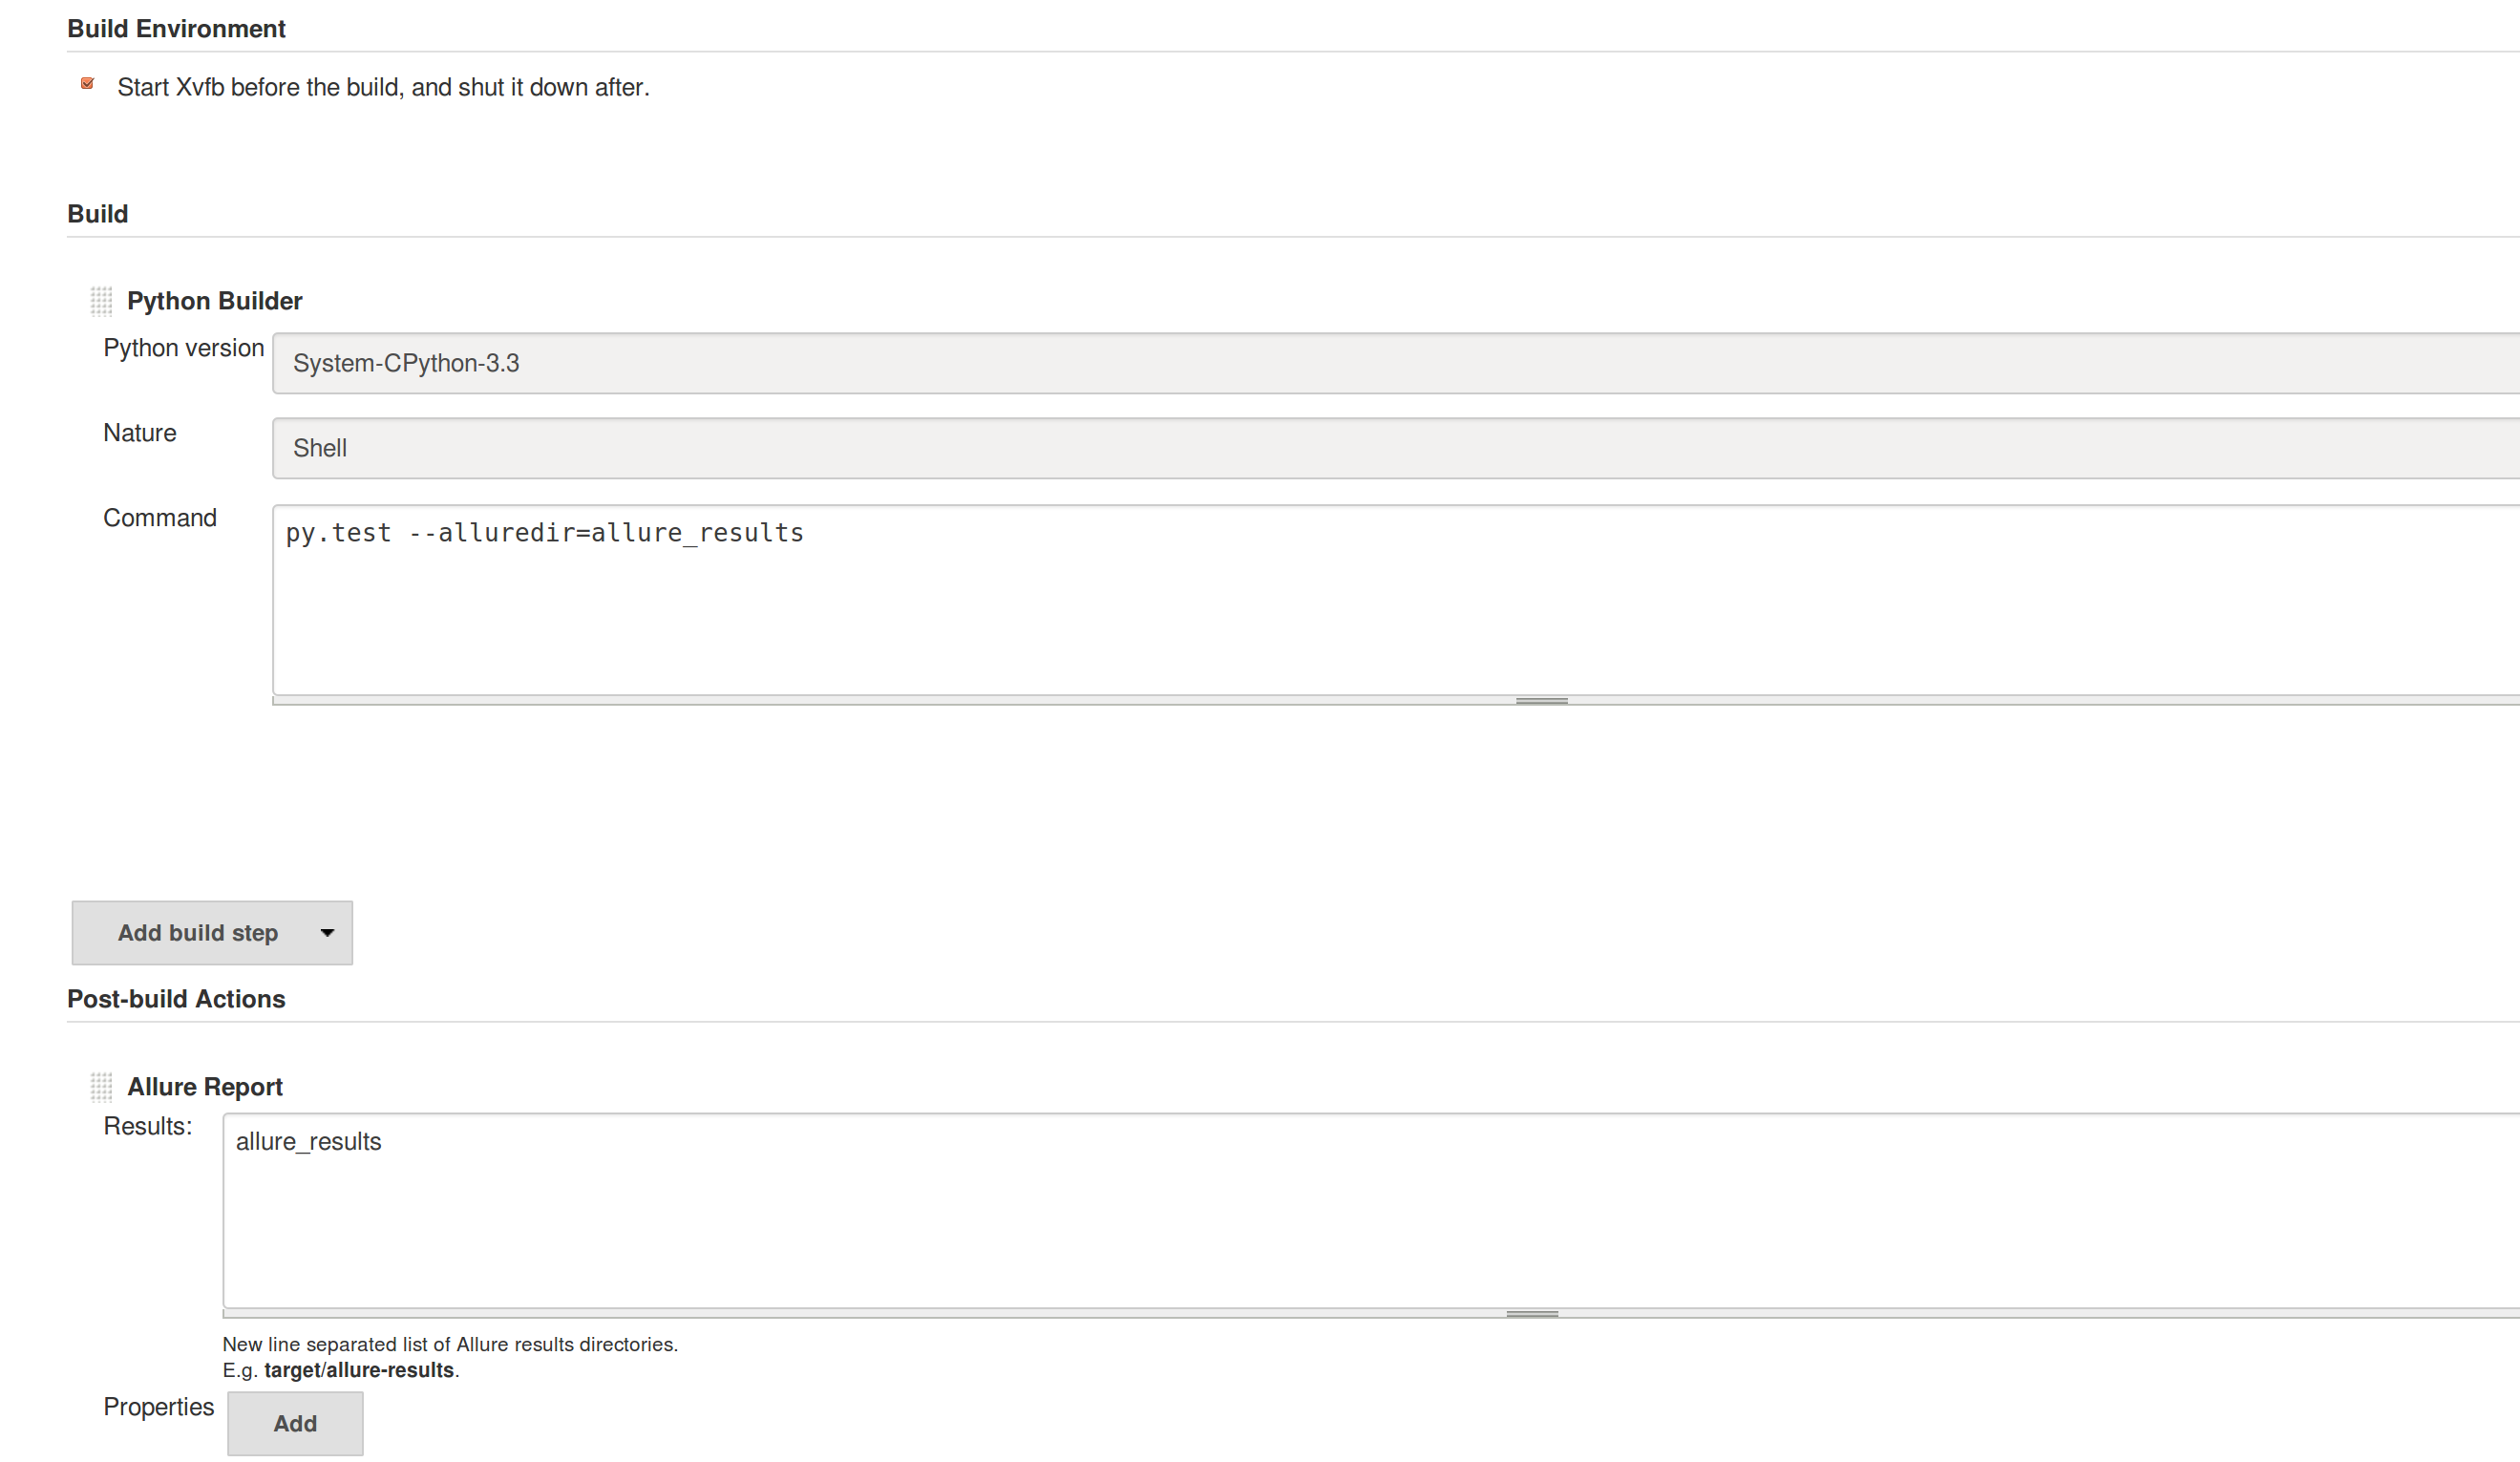 Build Environment
Start Xvfb before the build, and shut it down after.
Build
Python Builder
Python version
System-CPython-3.3
Nature
Shell
Command
py.test --alluredir=allure_results
Add build step
Post-build Actions
Allure Report
Results:
allure_results
New line separated list of Allure results directories.
E.g. target/allure-results.
Properties
Add